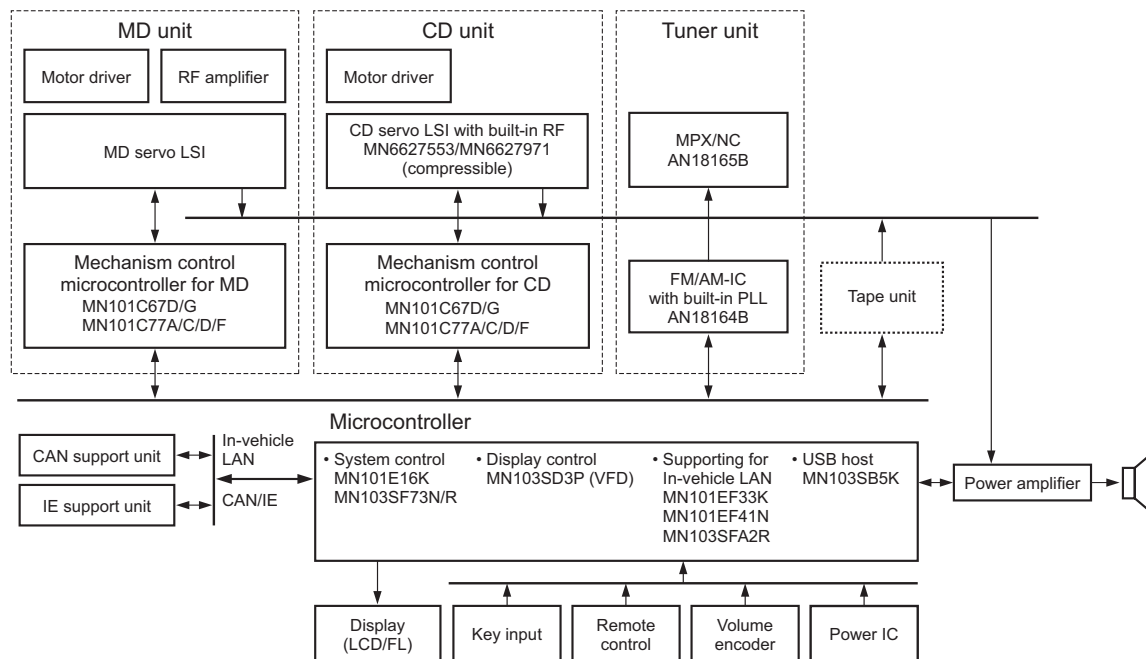 MD unit
Motor driver
RF amplifier
MD servo LSI
Mechanism control
microcontroller for MD
MN101C67D/G
MN101C77A/C/D/F
CD unit
Motor driver
CD servo LSI with built-in RF
MN6627553/MN6627971
(compressible)
Mechanism control
microcontroller for CD
MN101C67D/G
MN101C77A/C/D/F
Tuner unit
MPX/NC
AN18165B
FM/AM-IC
with built-in PLL
AN18164B
Tape unit
Microcontroller
CAN support unit
IE support unit
In-vehicle
LAN
CAN/IE
• System control
MN101E16K
MN103SF73N/R
• Display control
MN103SD3P (VFD)
• Supporting for
In-vehicle LAN
MN101EF33K
MN101EF41N
MN103SFA2R
• USB host
MN103SB5K
Power amplifier
Display
(LCD/FL)
Key input
Remote
control
Volume
encoder
Power IC